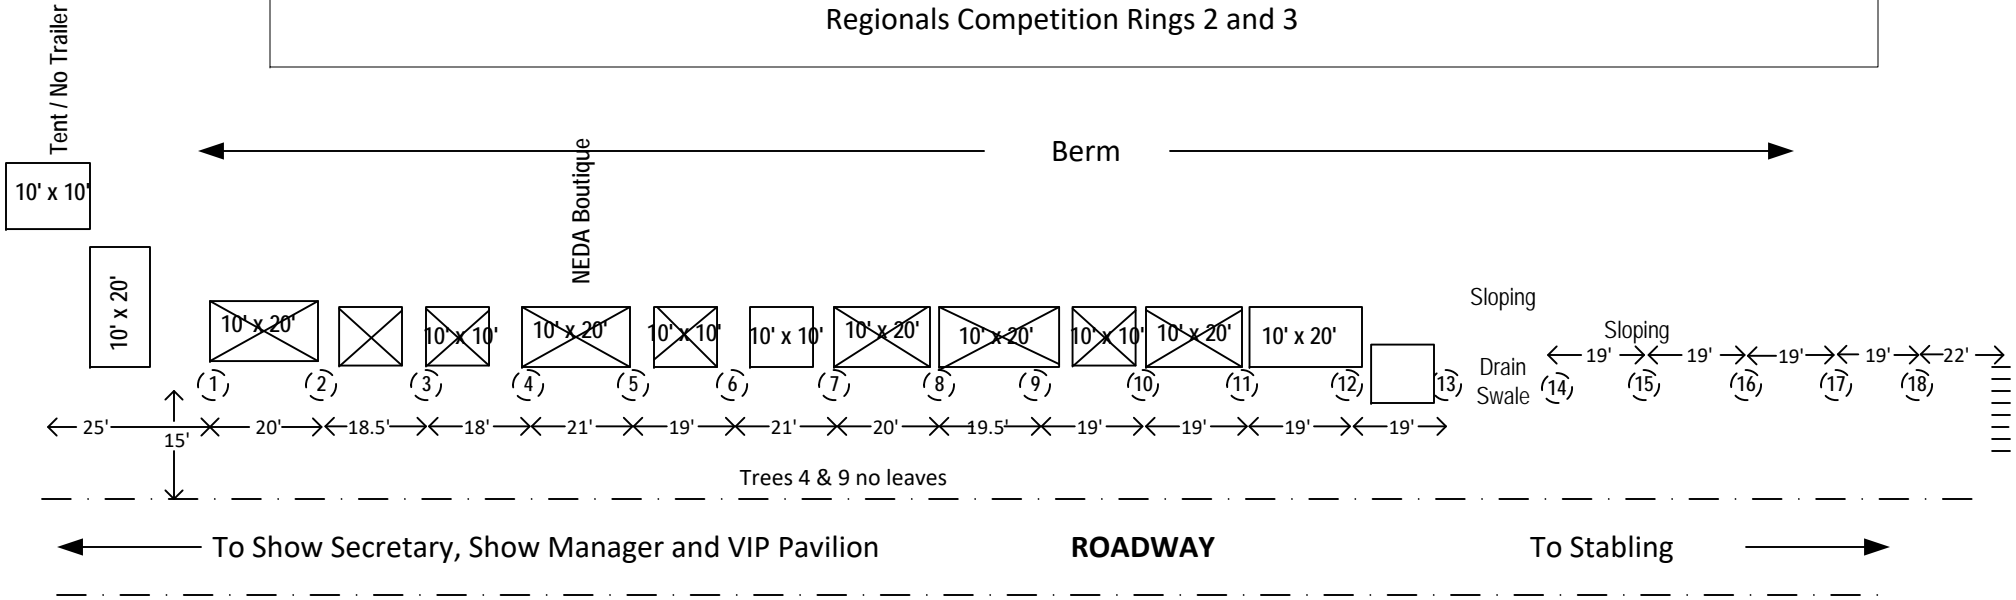 Regionals Competition Rings 2 and 3
Tent / No Trailer
Berm
NEDA Boutique
10' x 10'
10' x 20'
10' x 20'
10' x 10'
10' x 20'
10' x 10'
10' x 10'
10' x 20'
10' x 20'
10' x 10'
10' x 20'
10' x 20'
Sloping
Sloping
Drain
Swale
19' 19' 19' 19' 22'
1 2 3 4 5 6 7 8 9 10 11 12 13 14 15 16 17 18
25' 15' 20' 18.5' 18' 21' 19' 21' 20' 19.5' 19' 19' 19' 19'
Trees 4 & 9 no leaves
To Show Secretary, Show Manager and VIP Pavilion ROADWAY To Stabling